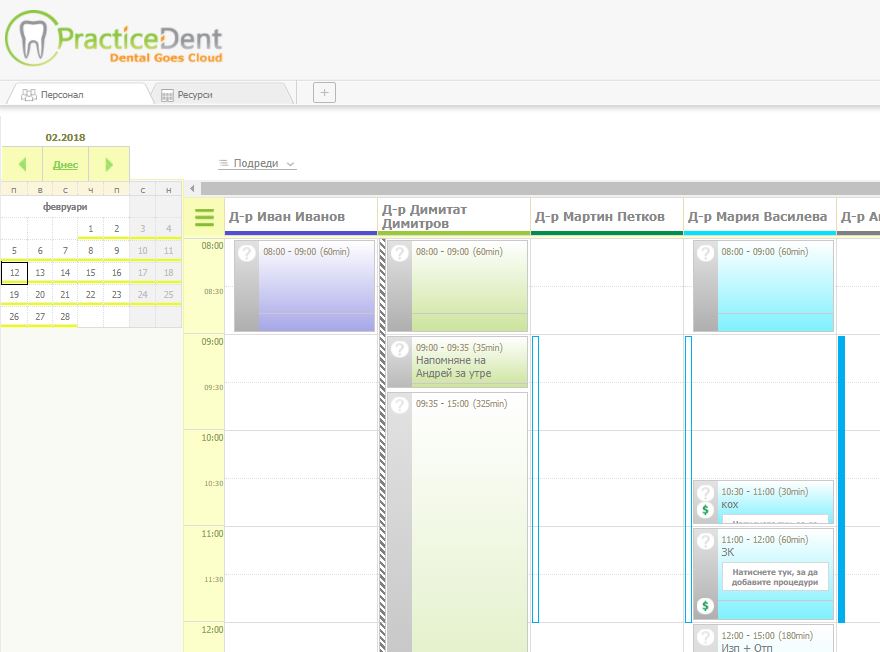 PracticeDent
Dental Goes Cloud
Персонал
Ресурси
+
02.2018
Днес
Подреди
п в с ч п с н
февруари
1 2 3 4
5 6 7 8 9 10 11
12 13 14 15 16 17 18
19 20 21 22 23 24 25
26 27 28
Д-р Иван Иванов
Д-р Димитат
Димитров
Д-р Мартин Петков
Д-р Мария Василева
08:00
08:30
09:00
09:30
10:00
10:30
11:00
11:30
12:00
? 08:00 - 09:00 (60min)
? 08:00 - 09:00 (60min)
? 09:00 - 09:35 (35min)
Напомняне на
Андрей за утре
? 09:35 - 15:00 (325min)
? 08:00 - 09:00 (60min)
? 10:30 - 11:00 (30min)
$ кох
? 11:00 - 12:00 (60min)
ЗК
Натиснете тук, за да
добавите процедури
$
? 12:00 - 15:00 (180min)
Изп + Отп